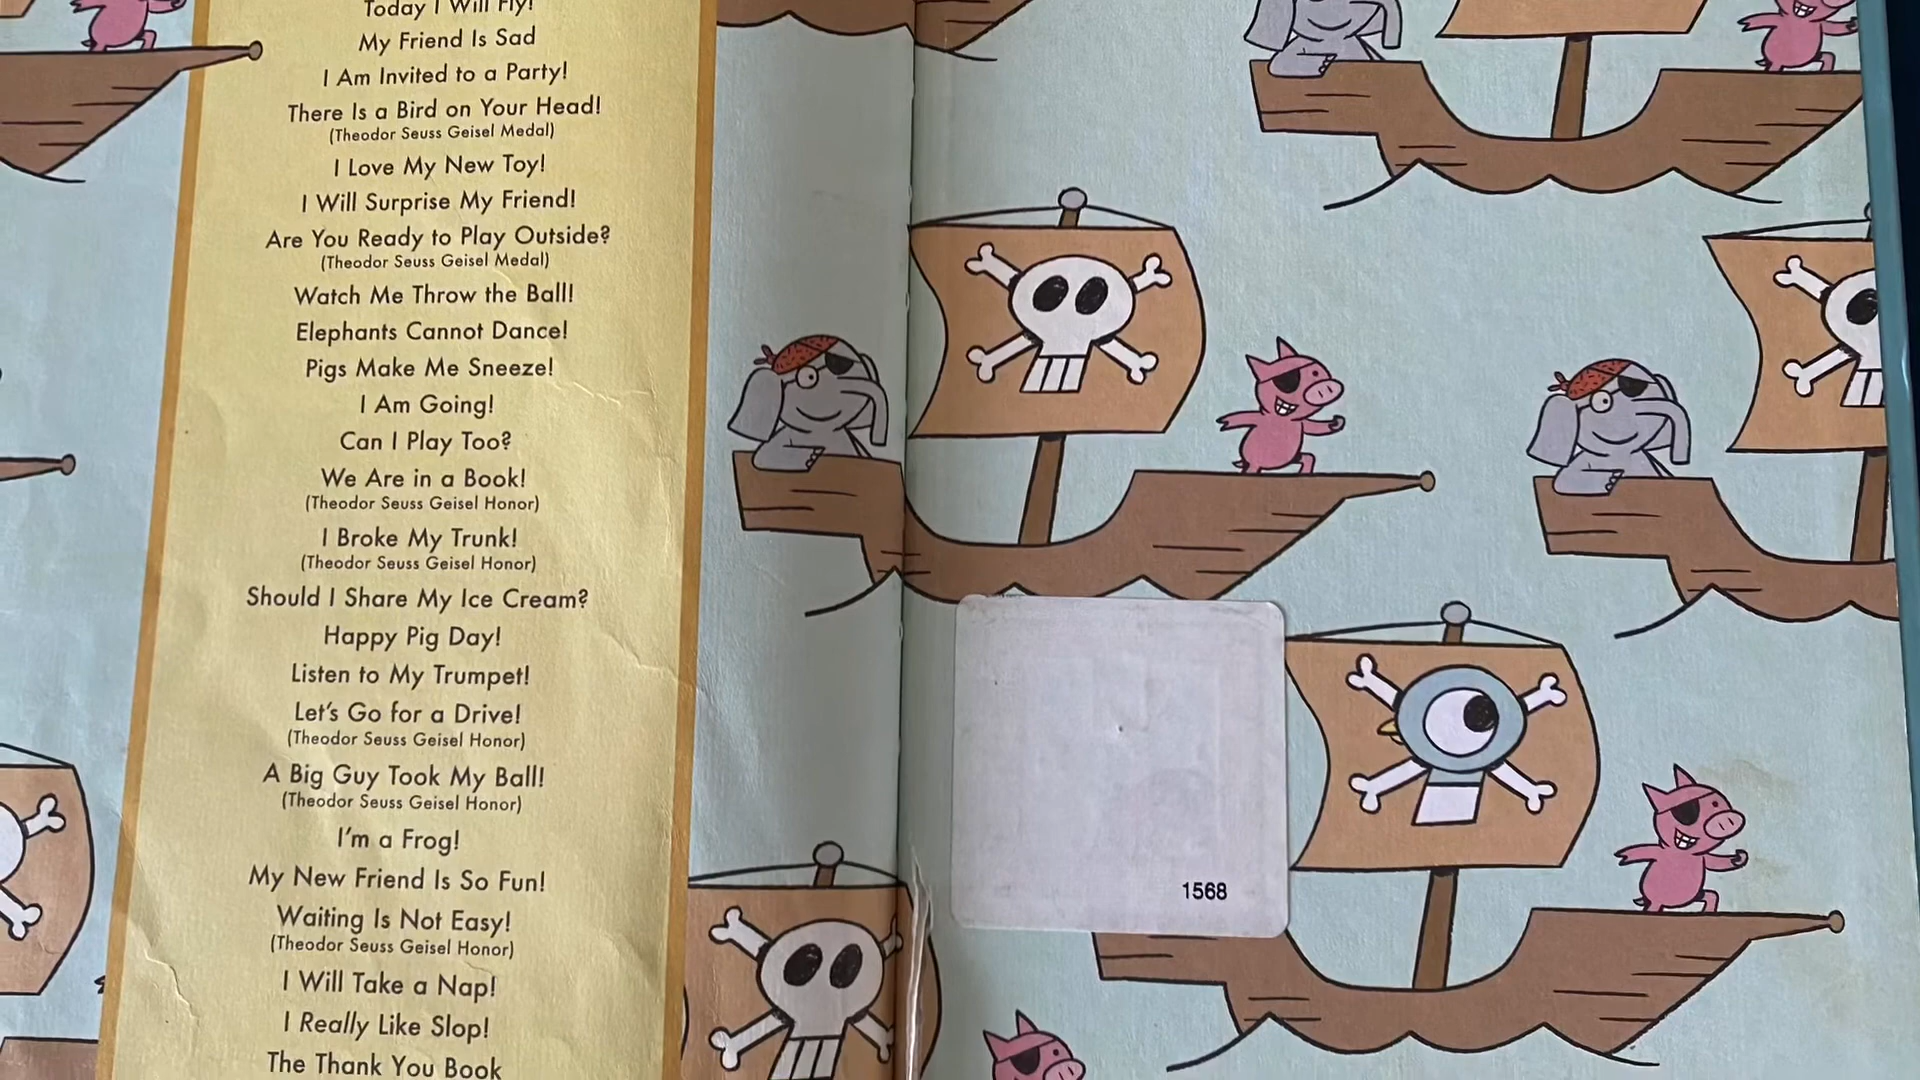 Today I Will Fly!
My Friend Is Sad
I Am Invited to a Party!
There Is a Bird on Your Head!
(Theodor Seuss Geisel Medal)
I Love My New Toy!
I Will Surprise My Friend!
Are You Ready to Play Outside?
(Theodor Seuss Geisel Medal)
Watch Me Throw the Ball!
Elephants Cannot Dance!
Pigs Make Me Sneeze!
I Am Going!
Can I Play Too?
We Are in a Book!
(Theodor Seuss Geisel Honor)
I Broke My Trunk!
(Theodor Seuss Geisel Honor)
Should I Share My Ice Cream?
Happy Pig Day!
Listen to My Trumpet!
Let's Go for a Drive!
(Theodor Seuss Geisel Honor)
A Big Guy Took My Ball!
(Theodor Seuss Geisel Honor)
I'm a Frog!
My New Friend Is So Fun!
Waiting Is Not Easy!
(Theodor Seuss Geisel Honor)
I Will Take a Nap!
I Really Like Slop!
The Thank You Book
1568